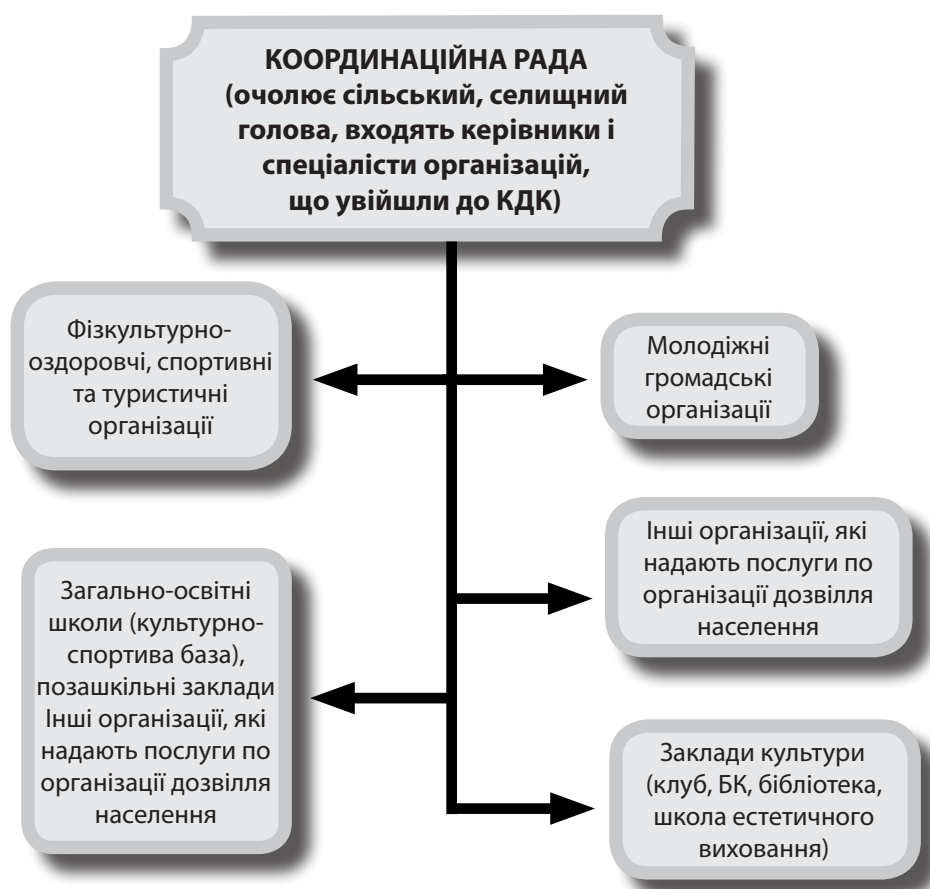 КООРДИНАЦІЙНА РАДА
(очолює сільський, селищний
голова, входять керівники і
спеціалісти організацій,
що увійшли до КДК)
Фізкультурно-
оздоровчі, спортивні
та туристичні
організації
Молодіжні
громадські
організації
Інші організації, які
надають послуги по
організації дозвілля
населення
Загально-освітні
школи (культурно-
спортива база),
позашкільні заклади
Інші організації, які
надають послуги по
організації дозвілля
населення
Заклади культури
(клуб, БК, бібліотека,
школа естетичного
виховання)